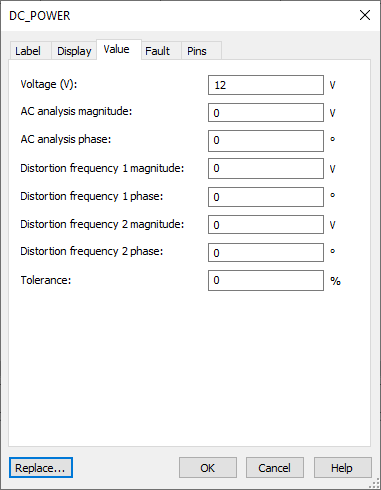 DC_POWER
Label Display Value Fault Pins
Voltage (V): 12 V
AC analysis magnitude: 0 V
AC analysis phase: 0 °
Distortion frequency 1 magnitude: 0 V
Distortion frequency 1 phase: 0 °
Distortion frequency 2 magnitude: 0 V
Distortion frequency 2 phase: 0 °
Tolerance: 0 %
Replace... OK Cancel Help